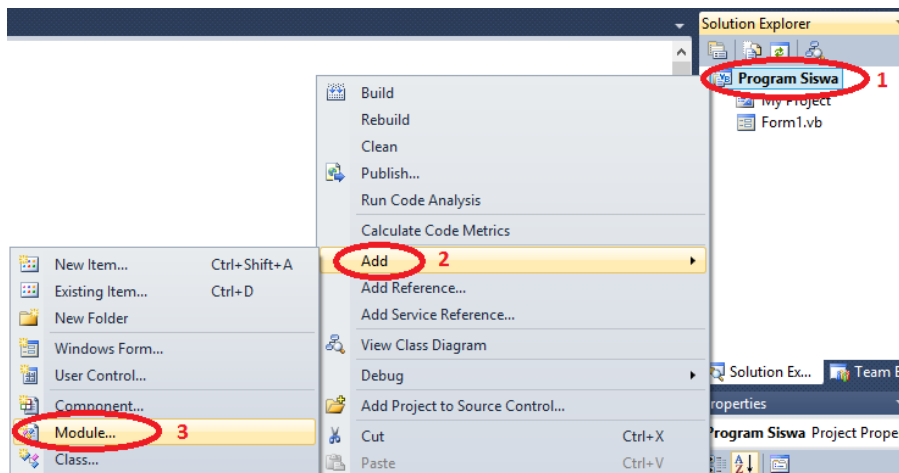 Solution Explorer
Program Siswa 1
My Project
Form1.vb
Build
Rebuild
Clean
Publish...
Run Code Analysis
Calculate Code Metrics
Add 2
Add Reference...
Add Service Reference...
View Class Diagram
Debug
Add Project to Source Control...
Cut Ctrl+X
Paste Ctrl+V
New Item... Ctrl+Shift+A
Existing Item... Ctrl+D
New Folder
Windows Form...
User Control...
Component...
Module... 3
Class...
Solution Ex... Team E
roperties
Program Siswa Project Prope